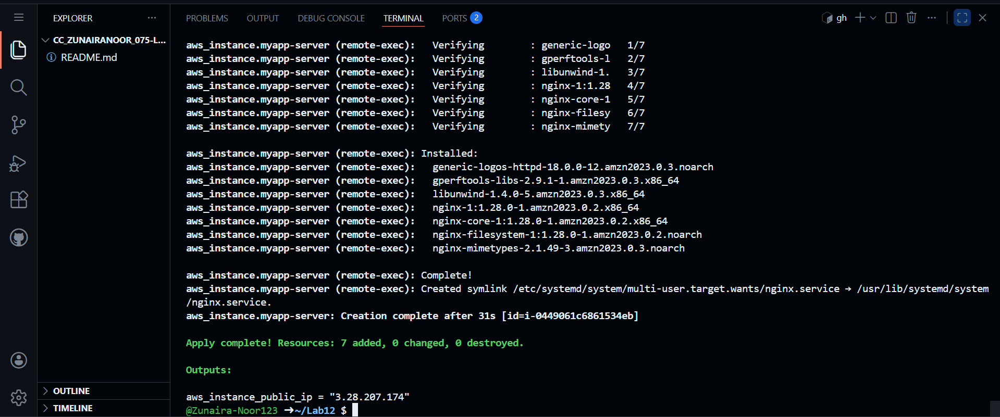 EXPLORER
CC_ZUNAIRANOOR_075-L...
README.md
OUTLINE
TIMELINE
PROBLEMS OUTPUT DEBUG CONSOLE TERMINAL PORTS 2 gh
aws_instance.myapp-server (remote-exec):   Verifying        : generic-logo   1/7
aws_instance.myapp-server (remote-exec):   Verifying        : gperftools-l   2/7
aws_instance.myapp-server (remote-exec):   Verifying        : libunwind-1.   3/7
aws_instance.myapp-server (remote-exec):   Verifying        : nginx-1:1.28   4/7
aws_instance.myapp-server (remote-exec):   Verifying        : nginx-core-1   5/7
aws_instance.myapp-server (remote-exec):   Verifying        : nginx-filesy   6/7
aws_instance.myapp-server (remote-exec):   Verifying        : nginx-mimety   7/7
aws_instance.myapp-server (remote-exec): Installed:
aws_instance.myapp-server (remote-exec):   generic-logos-httpd-18.0.0-12.amzn2023.0.3.noarch
aws_instance.myapp-server (remote-exec):   gperftools-libs-2.9.1-1.amzn2023.0.3.x86_64
aws_instance.myapp-server (remote-exec):   libunwind-1.4.0-5.amzn2023.0.3.x86_64
aws_instance.myapp-server (remote-exec):   nginx-1:1.28.0-1.amzn2023.0.2.x86_64
aws_instance.myapp-server (remote-exec):   nginx-core-1:1.28.0-1.amzn2023.0.2.x86_64
aws_instance.myapp-server (remote-exec):   nginx-filesystem-1:1.28.0-1.amzn2023.0.2.noarch
aws_instance.myapp-server (remote-exec):   nginx-mimetypes-2.1.49-3.amzn2023.0.3.noarch
aws_instance.myapp-server (remote-exec): Complete!
aws_instance.myapp-server (remote-exec): Created symlink /etc/systemd/system/multi-user.target.wants/nginx.service → /usr/lib/systemd/system
/nginx.service.
aws_instance.myapp-server: Creation complete after 31s [id=i-0449061c6861534eb]
Apply complete! Resources: 7 added, 0 changed, 0 destroyed.
Outputs:
aws_instance_public_ip = "3.28.207.174"
@Zunaira-Noor123 ➜~/Lab12 $